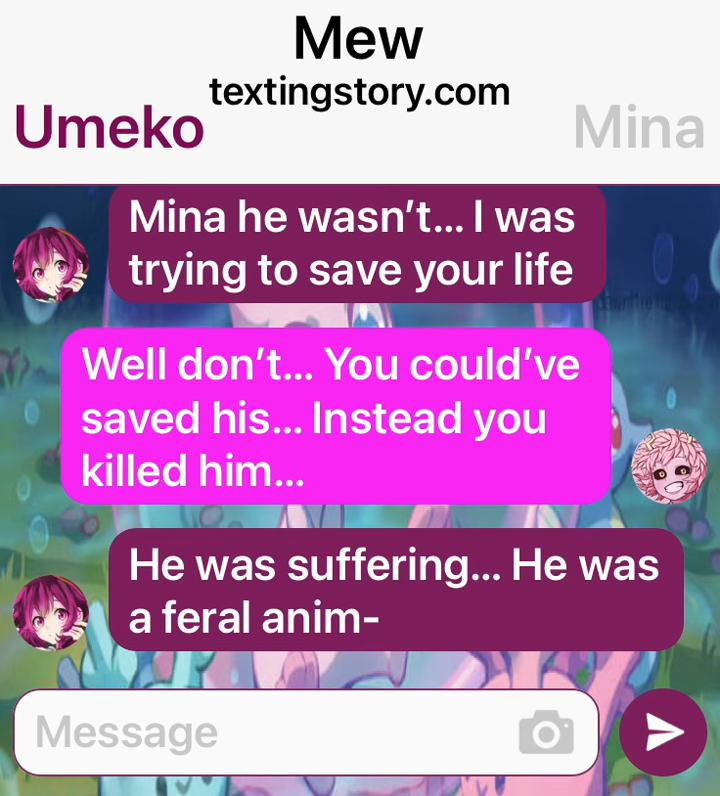 Mew
textingstory.com
Umeko
Mina
Mina he wasn't... I was
trying to save your life
Well don't... You could've
saved his... Instead you
killed him...
He was suffering... He was
a feral anim-
Message